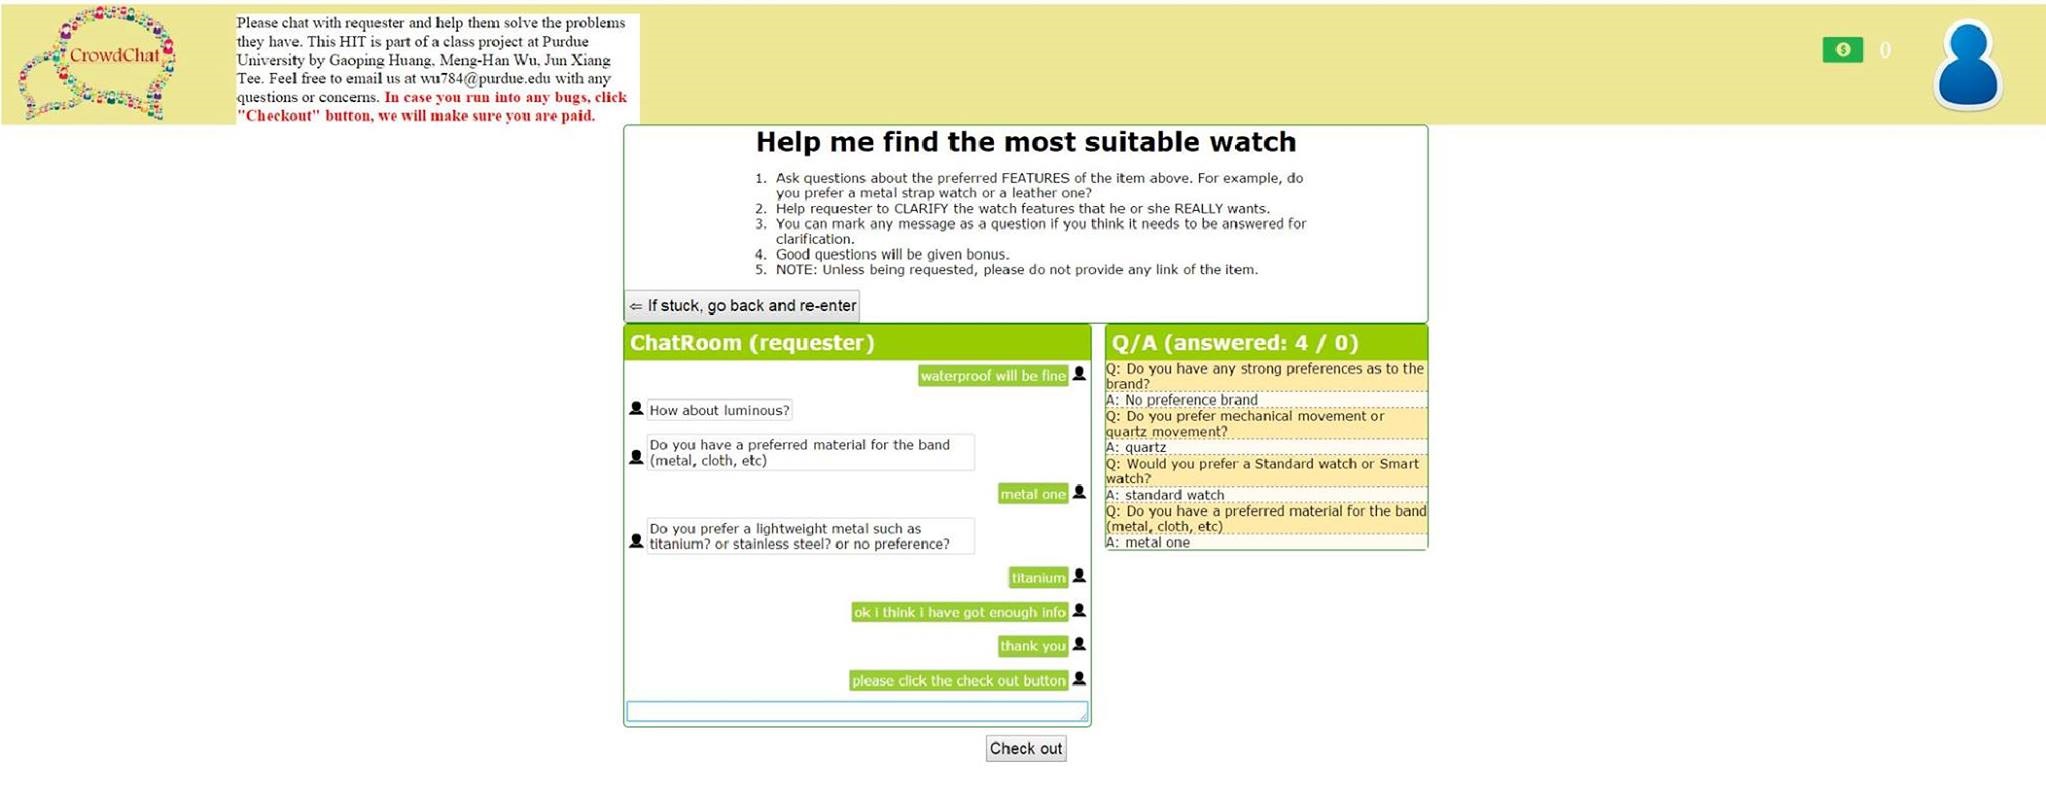 CrowdChat
Please chat with requester and help them solve the problems
they have. This HIT is part of a class project at Purdue
University by Gaoping Huang, Meng-Han Wu, Jun Xiang
Tee. Feel free to email us at wu784@purdue.edu with any
questions or concerns. In case you run into any bugs, click
"Checkout" button, we will make sure you are paid.
0
Help me find the most suitable watch
1. Ask questions about the preferred FEATURES of the item above. For example, do
you prefer a metal strap watch or a leather one?
2. Help requester to CLARIFY the watch features that he or she REALLY wants.
3. You can mark any message as a question if you think it needs to be answered for
clarification.
4. Good questions will be given bonus.
5. NOTE: Unless being requested, please do not provide any link of the item.
⇐ If stuck, go back and re-enter
ChatRoom (requester)
waterproof will be fine
How about luminous?
Do you have a preferred material for the band
(metal, cloth, etc)
metal one
Do you prefer a lightweight metal such as
titanium? or stainless steel? or no preference?
titanium
ok i think i have got enough info
thank you
please click the check out button
Check out
Q/A (answered: 4 / 0)
Q: Do you have any strong preferences as to the
brand?
A: No preference brand
Q: Do you prefer mechanical movement or
quartz movement?
A: quartz
Q: Would you prefer a Standard watch or Smart
watch?
A: standard watch
Q: Do you have a preferred material for the band
(metal, cloth, etc)
A: metal one